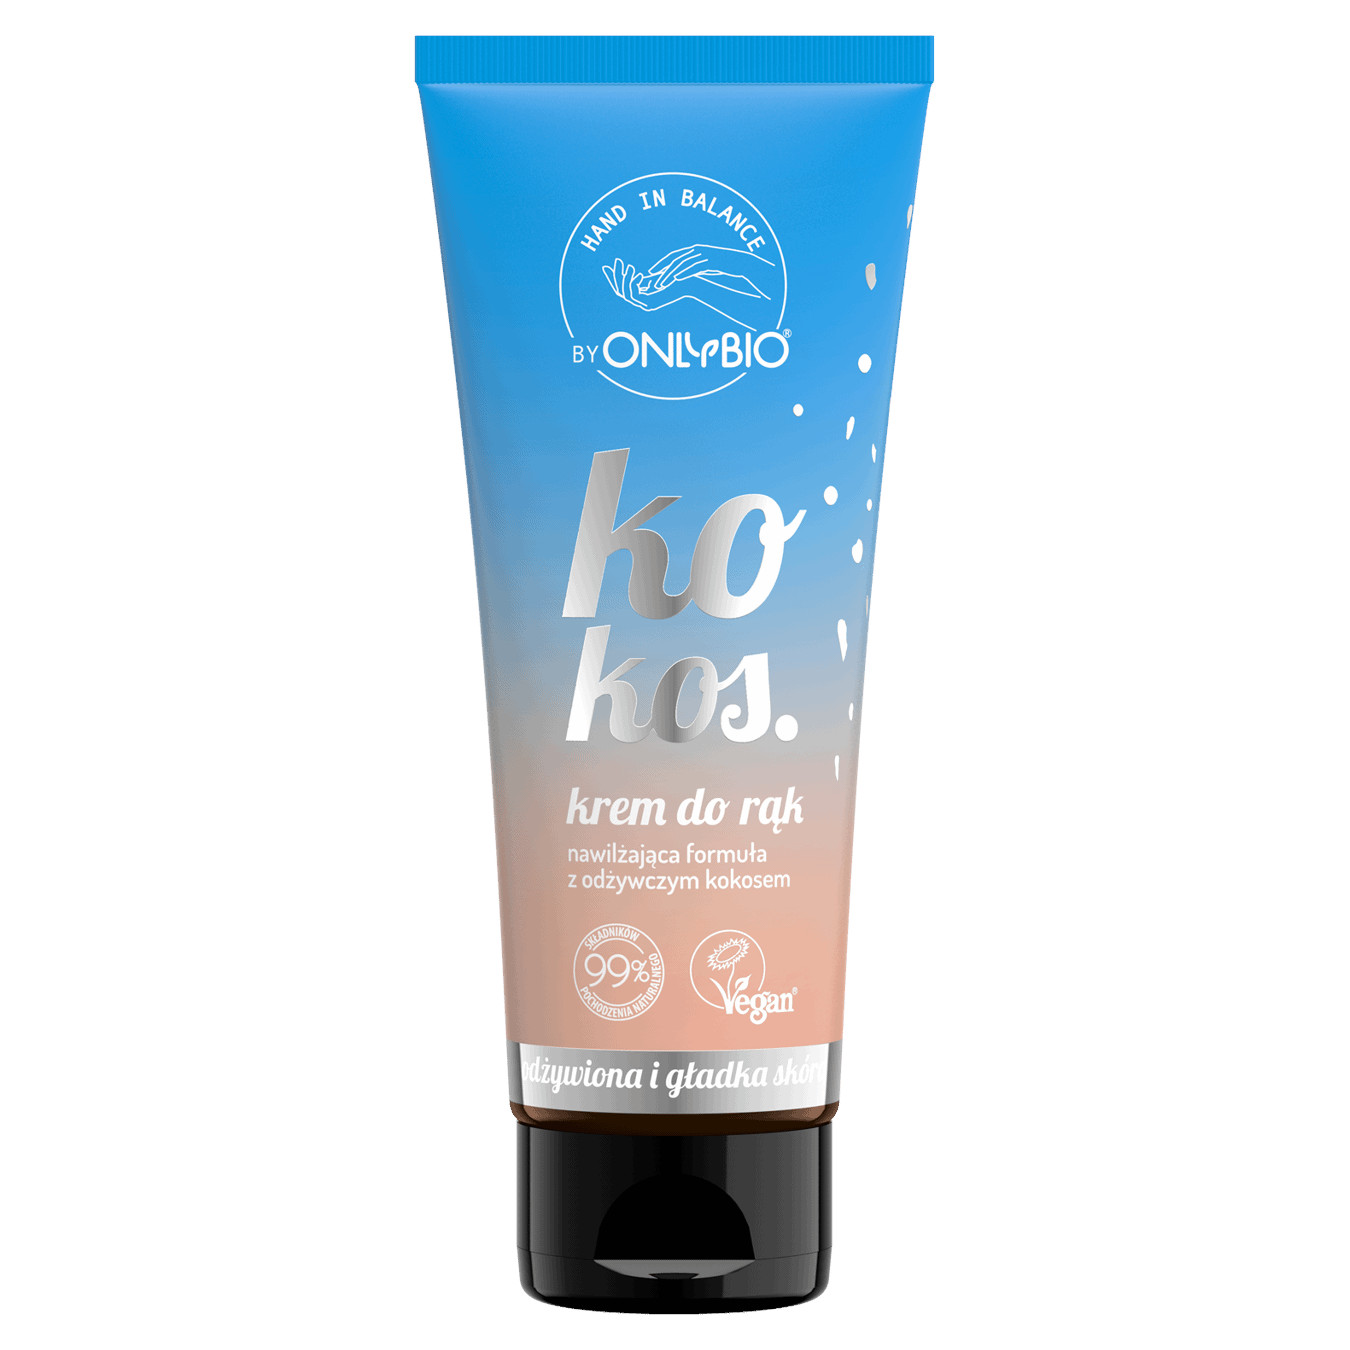 HAND IN BALANCE
BY ONLYBIO®
ko
kos.
krem do rąk
nawilżająca formuła
z odżywczym kokosem
SKŁADNIKÓW
99%
POCHODZENIA NATURALNEGO
Vegan®
odżywiona i gładka skóra